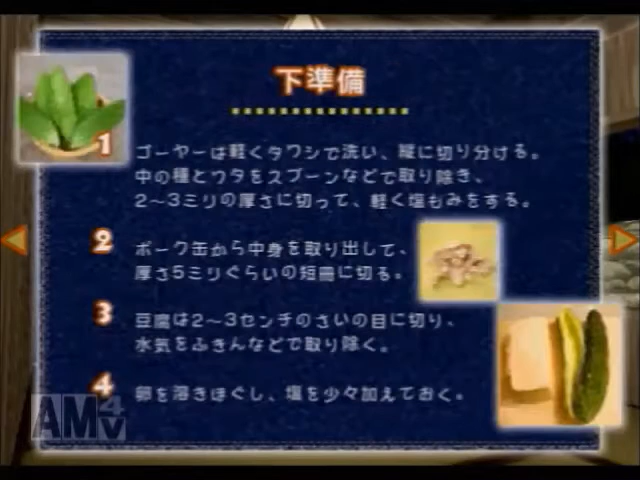 下準備
1
ゴーヤーは軽くタワシで洗い、縦に切り分ける。
中の種とワタをスプーンなどで取り除き、
2〜3ミリの厚さに切って、軽く塩もみをする。
2
ポーク缶から中身を取り出して、
厚さ5ミリぐらいの短冊に切る。
3
豆腐は2〜3センチのさいの目に切り、
水気をふきんなどで取り除く。
4
卵を溶きほぐし、塩を少々加えておく。
AM4v